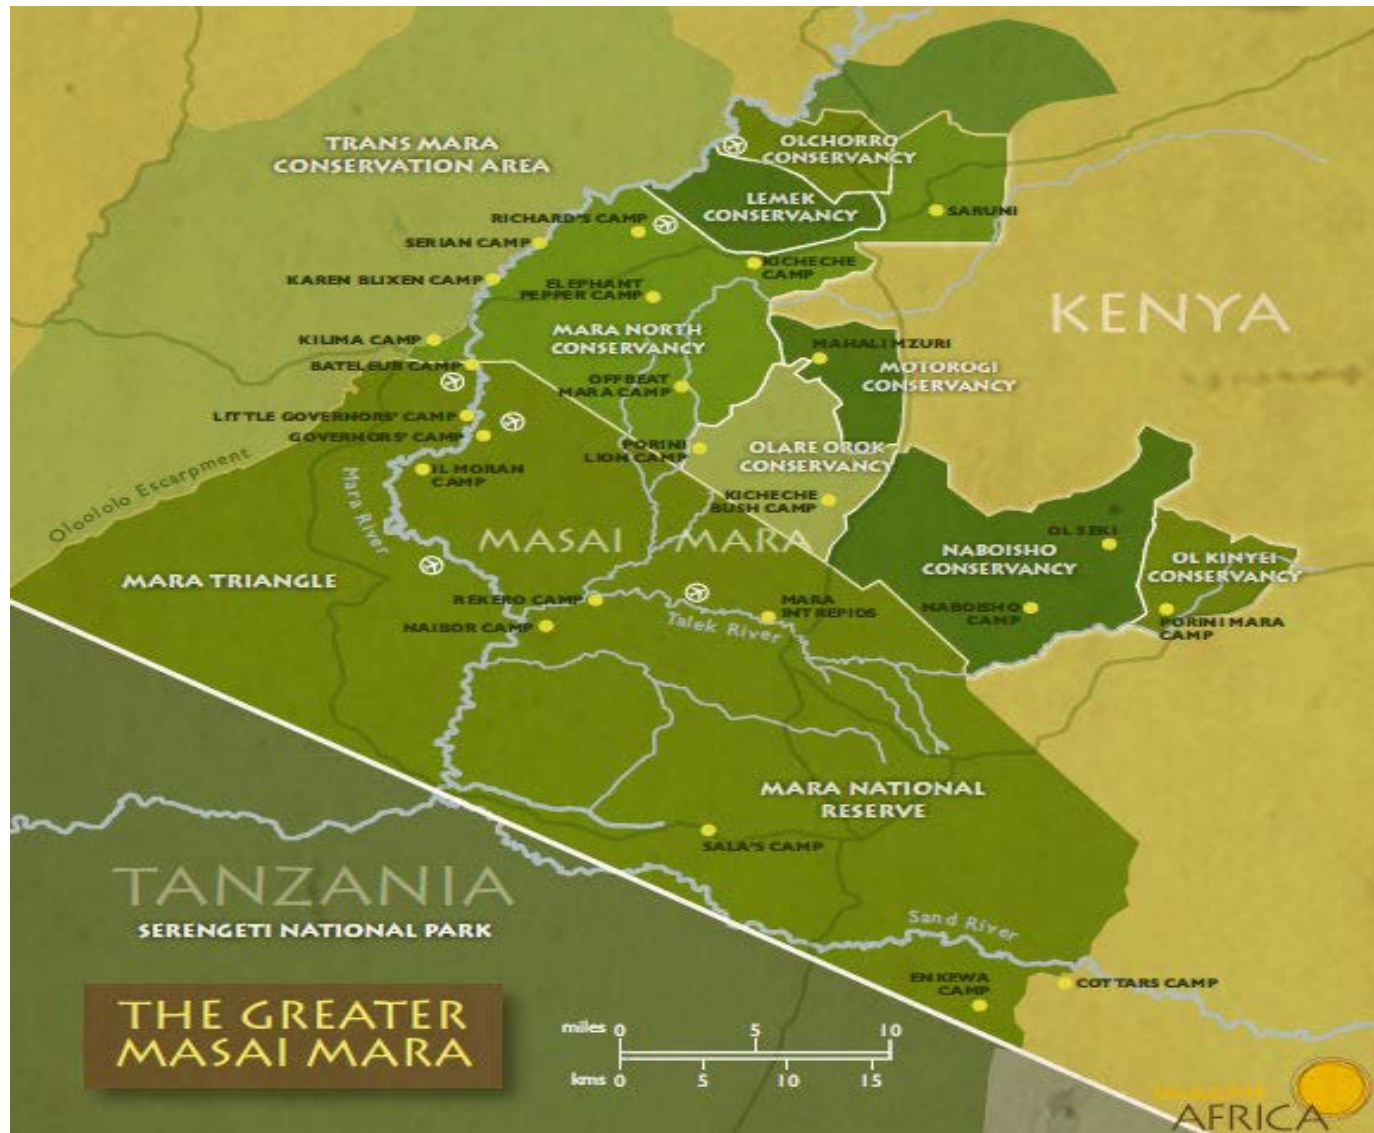 TRANS MARA
CONSERVATION AREA
OLCHORRO
CONSERVANCY
LEMEK
CONSERVANCY
SARUNI
RICHARD'S CAMP
SERIAN CAMP
KICHECHE
CAMP
KAREN BLIXEN CAMP
ELEPHANT
PEPPER CAMP
KENYA
MARA NORTH
CONSERVANCY
KILIMA CAMP
MAHALI MZURI
BATELEUR CAMP
MOTOROGI
CONSERVANCY
OFFBEAT
MARA CAMP
LITTLE GOVERNORS' CAMP
GOVERNORS' CAMP
PORINI
LION CAMP
OLARE OROK
CONSERVANCY
Oloololo Escarpment
IL MORAN
CAMP
Mara River
KICHECHE
BUSH CAMP
MASAI MARA
OL SEKI
NABOISHO
CONSERVANCY
OL KINYEI
CONSERVANCY
MARA TRIANGLE
REKERO CAMP
MARA
INTREPIDS
NABOISHO
CAMP
PORINI MARA
CAMP
NAIBOR CAMP
Talek River
MARA NATIONAL
RESERVE
SALA'S CAMP
TANZANIA
SERENGETI NATIONAL PARK
Sand River
ENKEWA
CAMP
COTTARS CAMP
THE GREATER
MASAI MARA
miles 0 5 10
kms 0 5 10 15
AFRICA